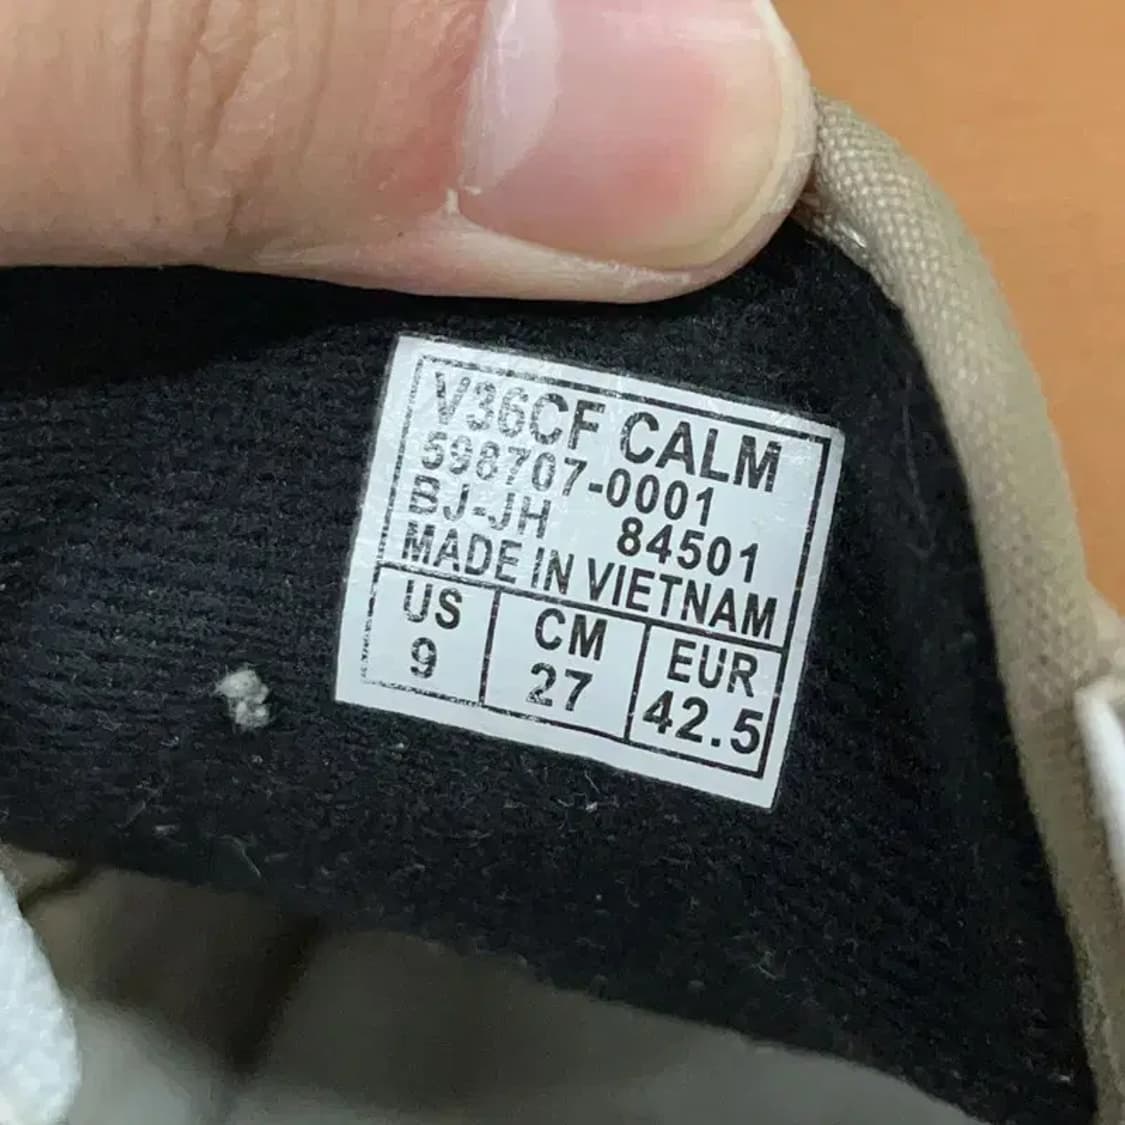 V36CF CALM
598707-0001
BJ-JH 84501
MADE IN VIETNAM
US CM EUR
9 27 42.5